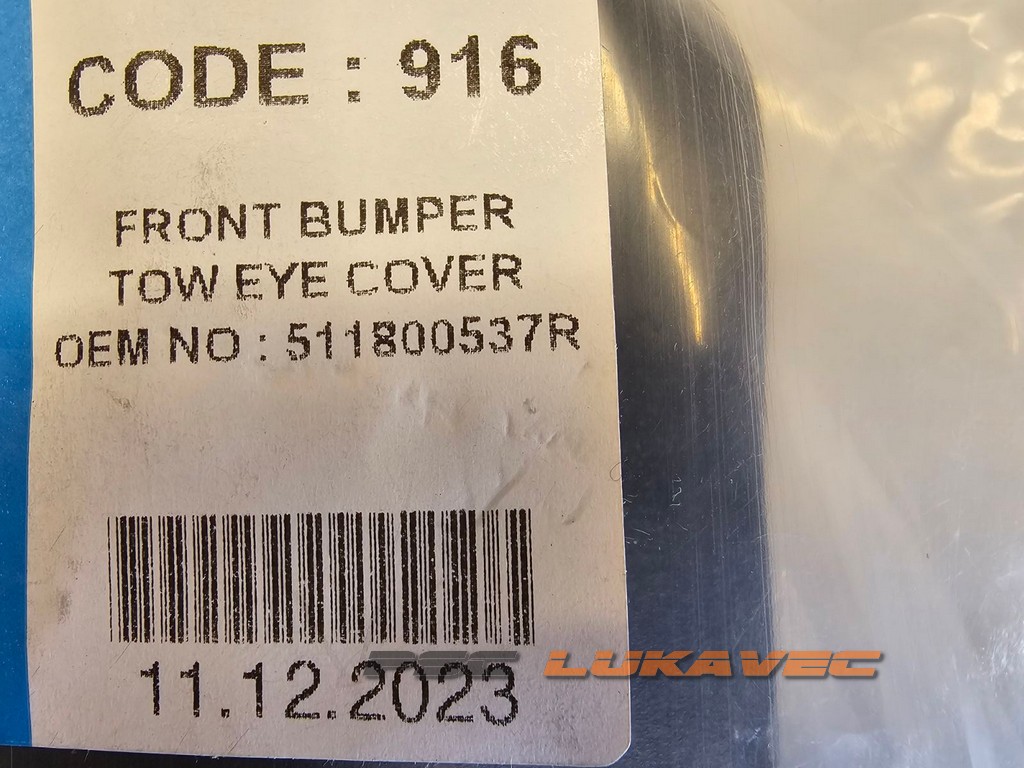 CODE : 916
FRONT BUMPER
TOW EYE COVER
OEM NO : 511800537R
11.12.2023
LUKAVEC